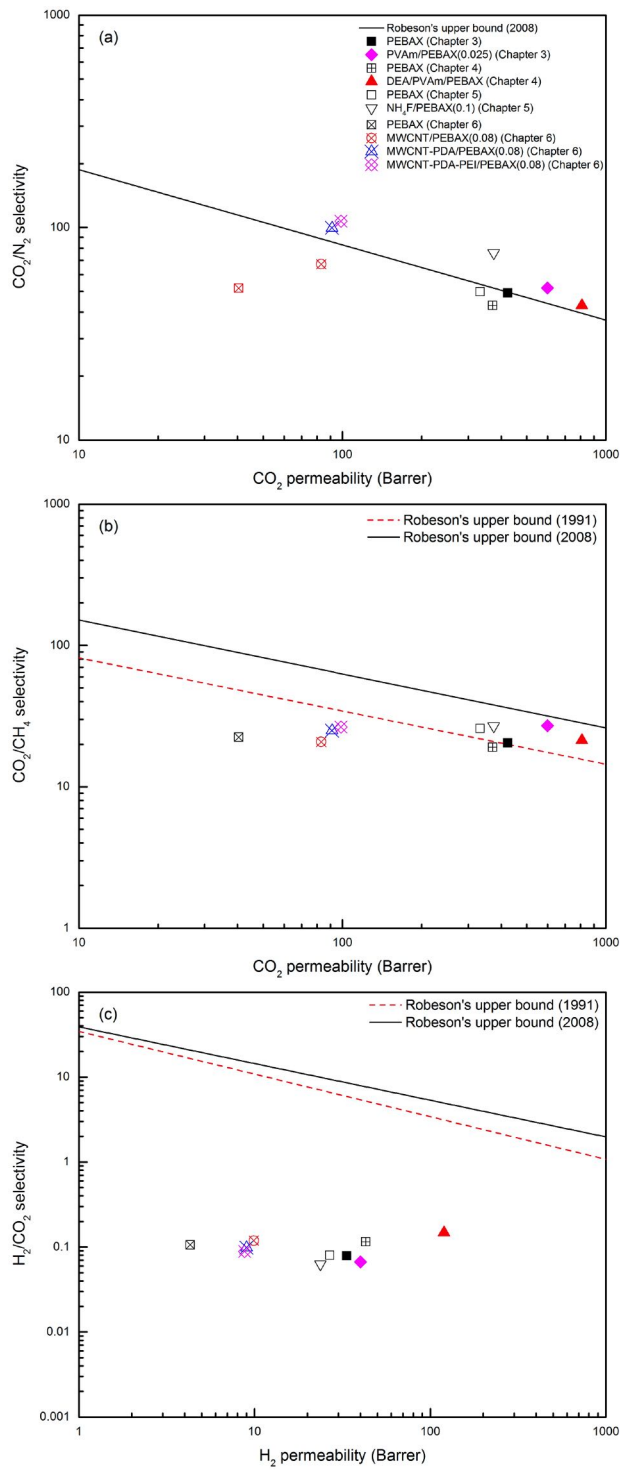 1000
(a)
Robeson's upper bound (2008)
PEBAX (Chapter 3)
PVAm/PEBAX(0.025) (Chapter 3)
PEBAX (Chapter 4)
DEA/PVAm/PEBAX (Chapter 4)
PEBAX (Chapter 5)
NH₄F/PEBAX(0.1) (Chapter 5)
PEBAX (Chapter 6)
MWCNT/PEBAX(0.08) (Chapter 6)
MWCNT-PDA/PEBAX(0.08) (Chapter 6)
MWCNT-PDA-PEI/PEBAX(0.08) (Chapter 6)
CO₂/N₂ selectivity
100
10
10 100 1000
CO₂ permeability (Barrer)
1000
(b)
Robeson's upper bound (1991)
Robeson's upper bound (2008)
CO₂/CH₄ selectivity
100
10
1
10 100 1000
CO₂ permeability (Barrer)
100
(c)
Robeson's upper bound (1991)
Robeson's upper bound (2008)
10
H₂/CO₂ selectivity
1
0.1
0.01
0.001
1 10 100 1000
H₂ permeability (Barrer)